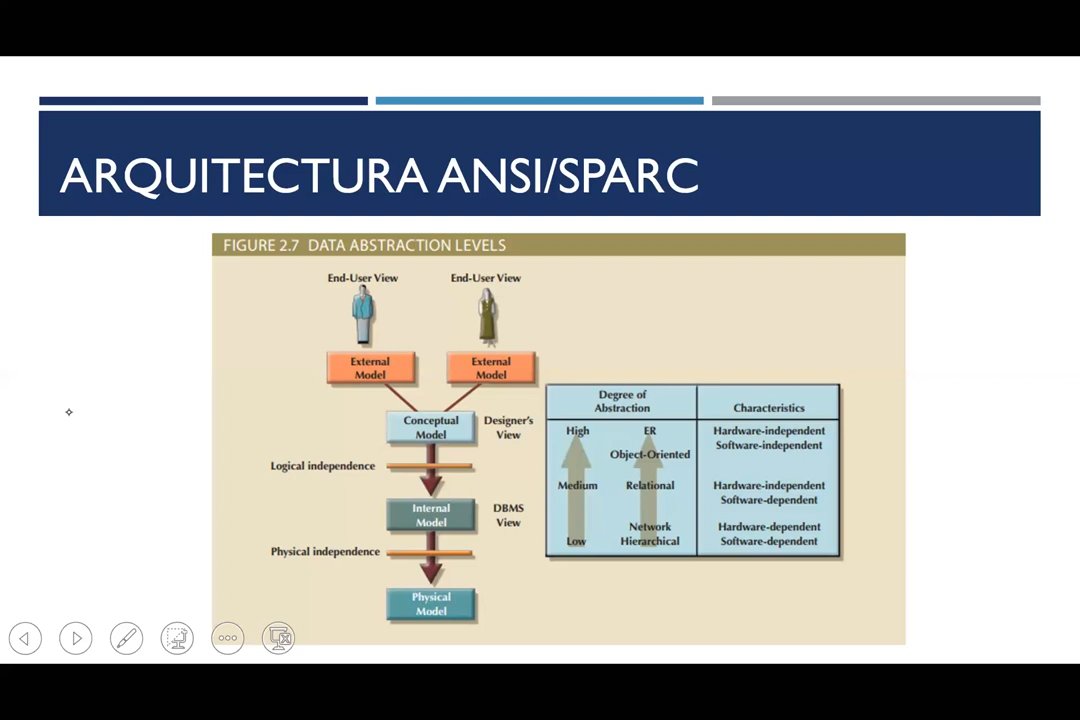 ARQUITECTURA ANSI/SPARC
FIGURE 2.7 DATA ABSTRACTION LEVELS
End-User View
End-User View
External
Model
External
Model
Conceptual
Model
Designer's
View
Logical independence
Internal
Model
DBMS
View
Physical independence
Physical
Model
Degree of
Abstraction
Characteristics
High
ER
Hardware-independent
Software-independent
Object-Oriented
Medium
Relational
Hardware-independent
Software-dependent
Network
Hardware-dependent
Low
Hierarchical
Software-dependent